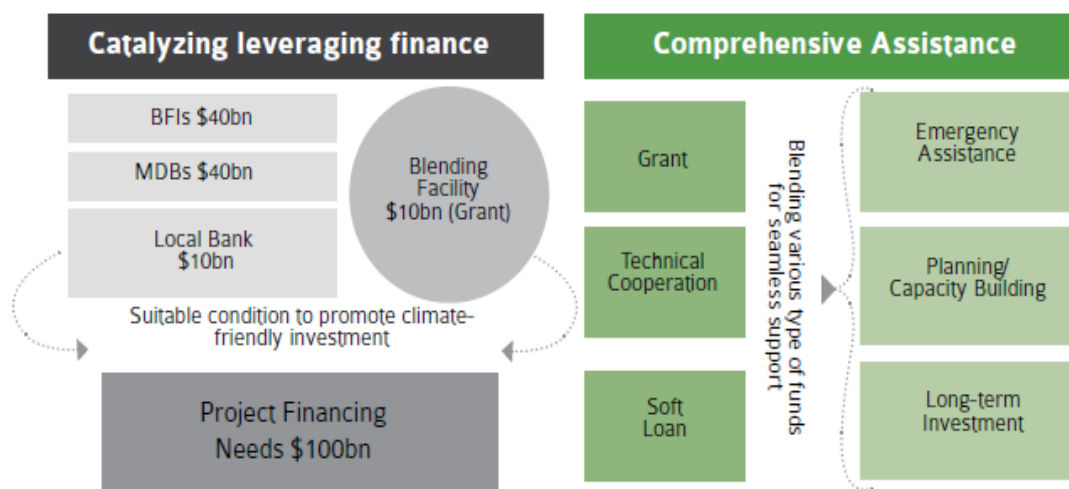 Catalyzing leveraging finance
BFIs $40bn
MDBs $40bn
Local Bank
$10bn
Blending
Facility
$10bn (Grant)
Suitable condition to promote climate-
friendly investment
Project Financing
Needs $100bn
Comprehensive Assistance
Grant
Technical
Cooperation
Soft
Loan
Blending various type of funds
for seamless support
Emergency
Assistance
Planning/
Capacity Building
Long-term
Investment